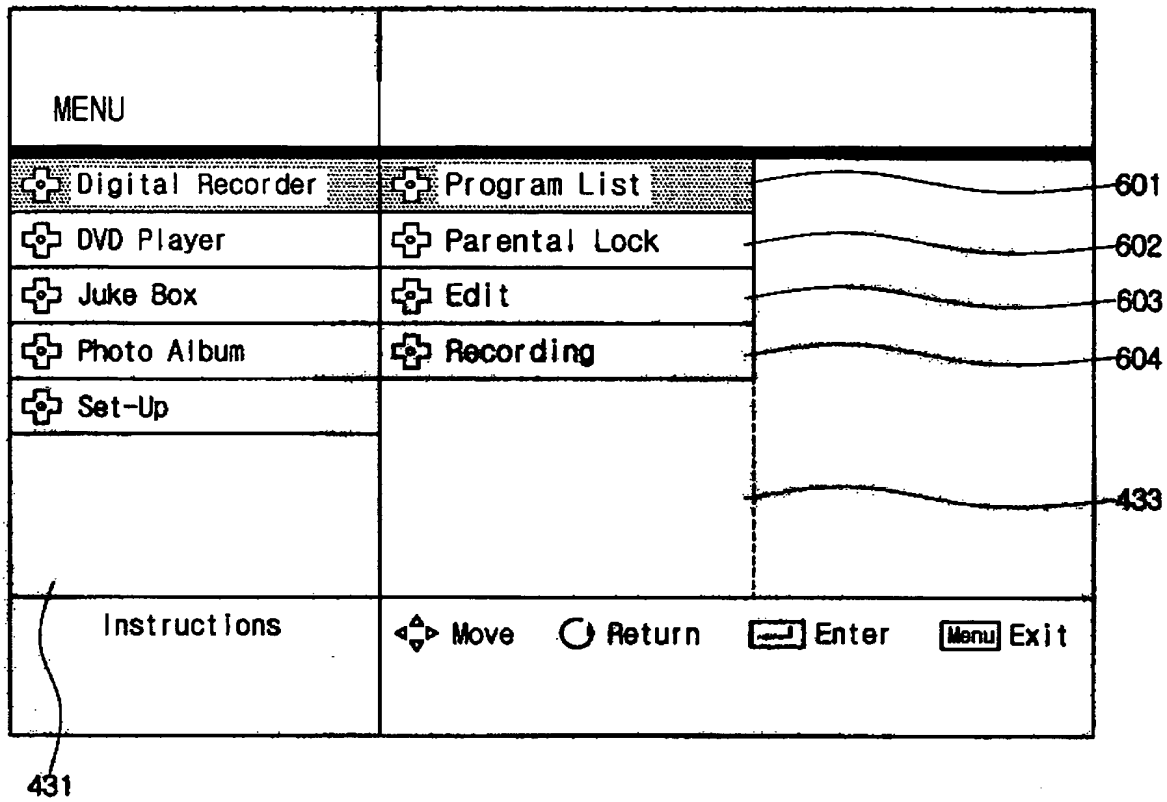 MENU
Digital Recorder Program List 601
DVD Player Parental Lock 602
Juke Box Edit 603
Photo Album Recording 604
Set-Up
433
Instructions Move Return Enter Menu Exit
431